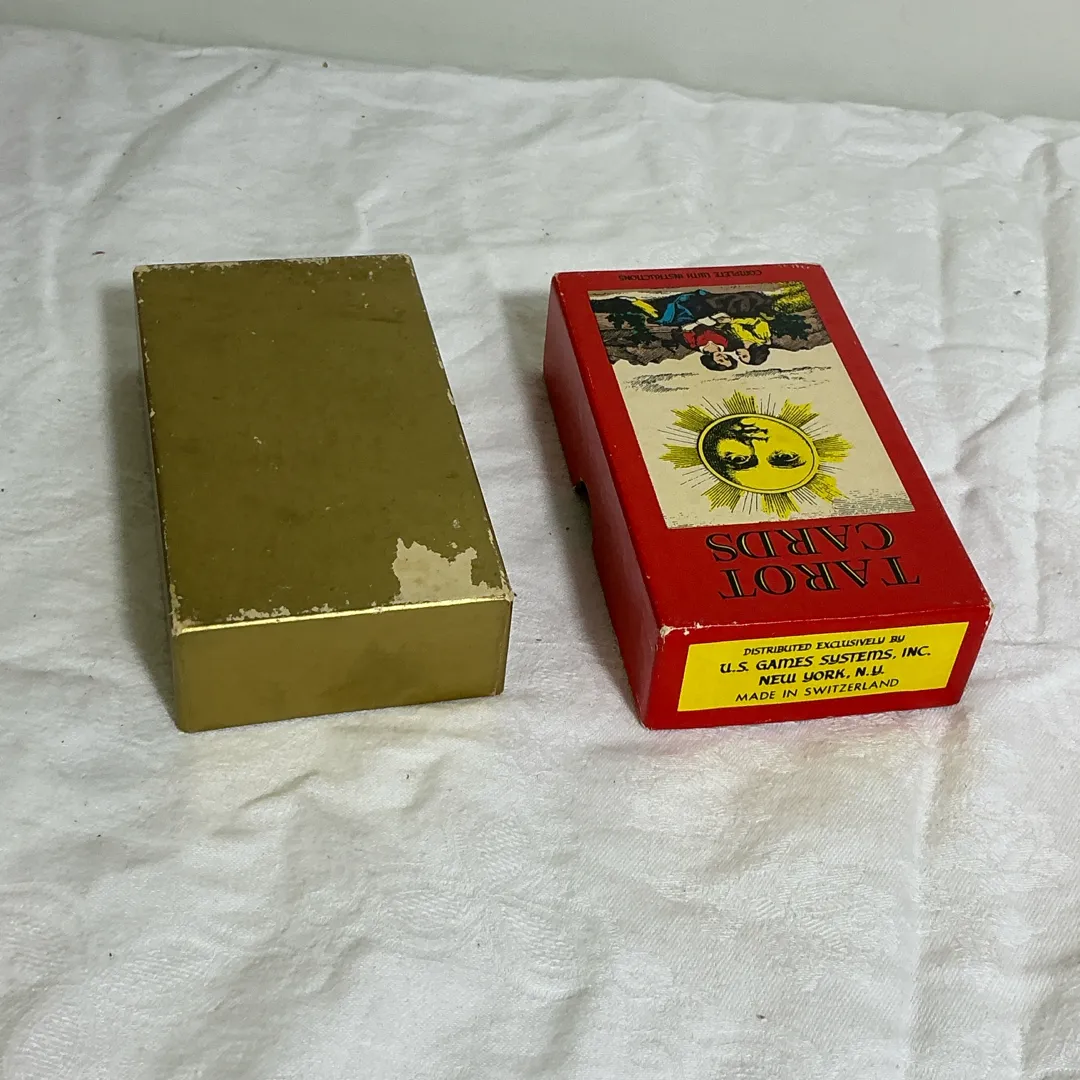 COMPLETE WITH INSTRUCTIONS
TAROT
CARDS
DISTRIBUTED EXCLUSIVELY BY
U.S. GAMES SYSTEMS, INC.
NEW YORK, N.Y.
MADE IN SWITZERLAND